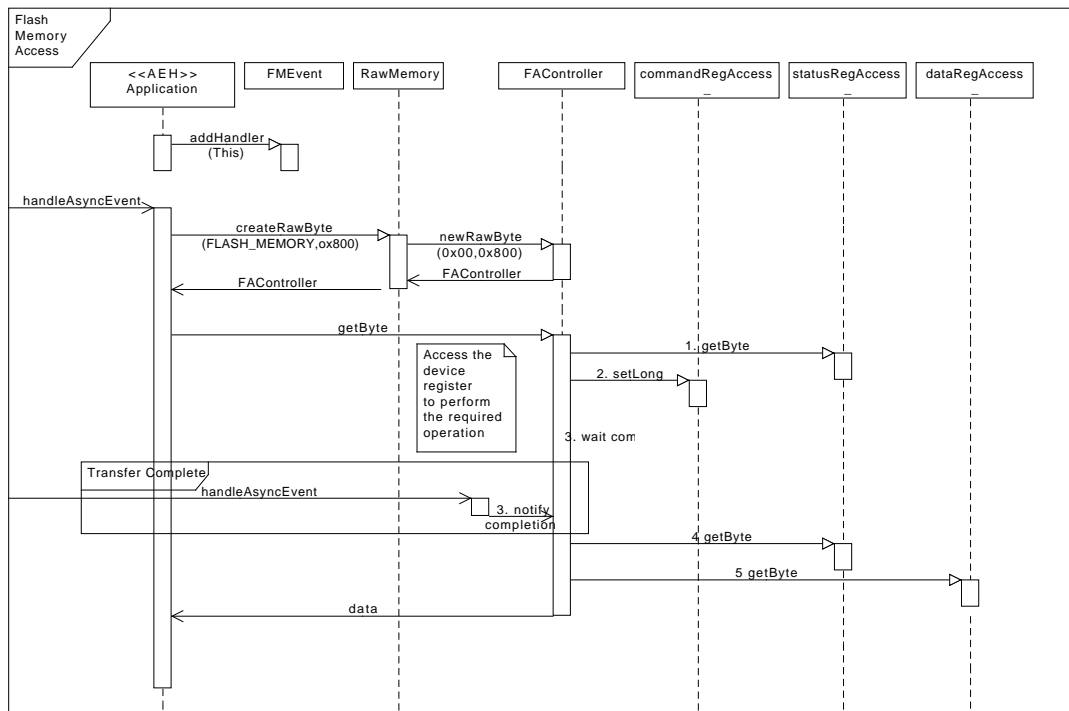 Flash
Memory
Access
<<AEH>>
Application
FMEvent
RawMemory
FAController
commandRegAccess
_
statusRegAccess
_
dataRegAccess
_
addHandler
(This)
handleAsyncEvent
createRawByte
(FLASH_MEMORY,ox800)
newRawByte
(0x00,0x800)
FAController
FAController
getByte
Access the
device
register
to perform
the required
operation
1. getByte
2. setLong
3. wait com
Transfer Complete
handleAsyncEvent
3. notify
completion
4 getByte
5 getByte
data